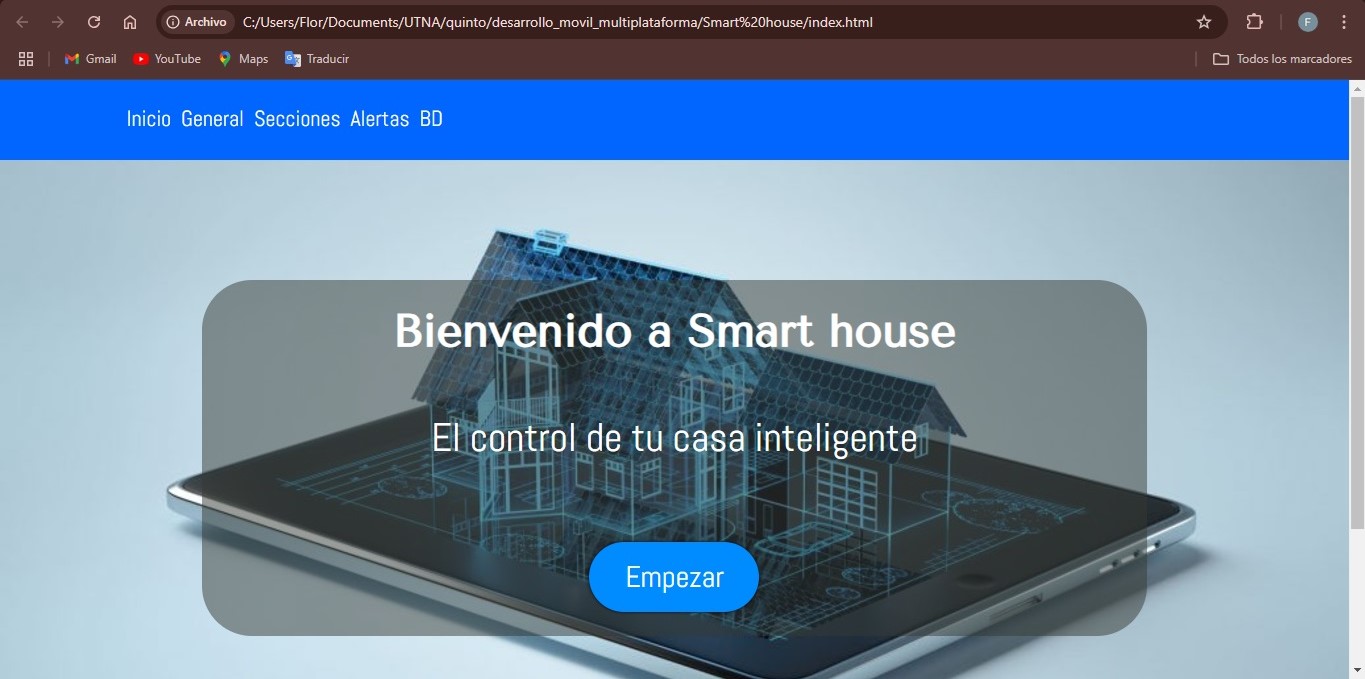 Archivo C:/Users/Flor/Documents/UTNA/quinto/desarrollo_movil_multiplataforma/Smart%20house/index.html F
Gmail YouTube Maps Traducir Todos los marcadores
Inicio General Secciones Alertas BD
Bienvenido a Smart house
El control de tu casa inteligente
Empezar